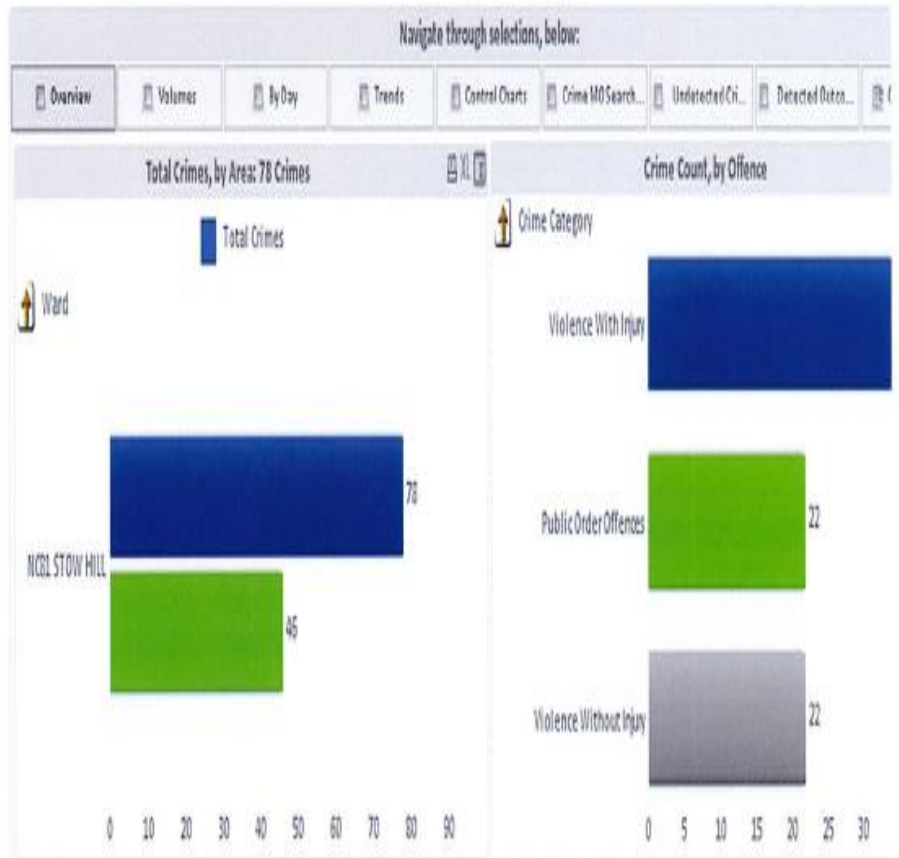 Navigate through selections, below:
Overview Volumes By Day Trends Control Charts Crime MO Search... Undetected Cri... Detected Outco...
Total Crimes, by Area: 78 Crimes XL
Total Crimes
Ward
78
NCB1 STOW HILL
46
0 10 20 30 40 50 60 70 80 90
Crime Count, by Offence
Crime Category
Violence With Injury
Public Order Offences 22
Violence Without Injury 22
0 5 10 15 20 25 30